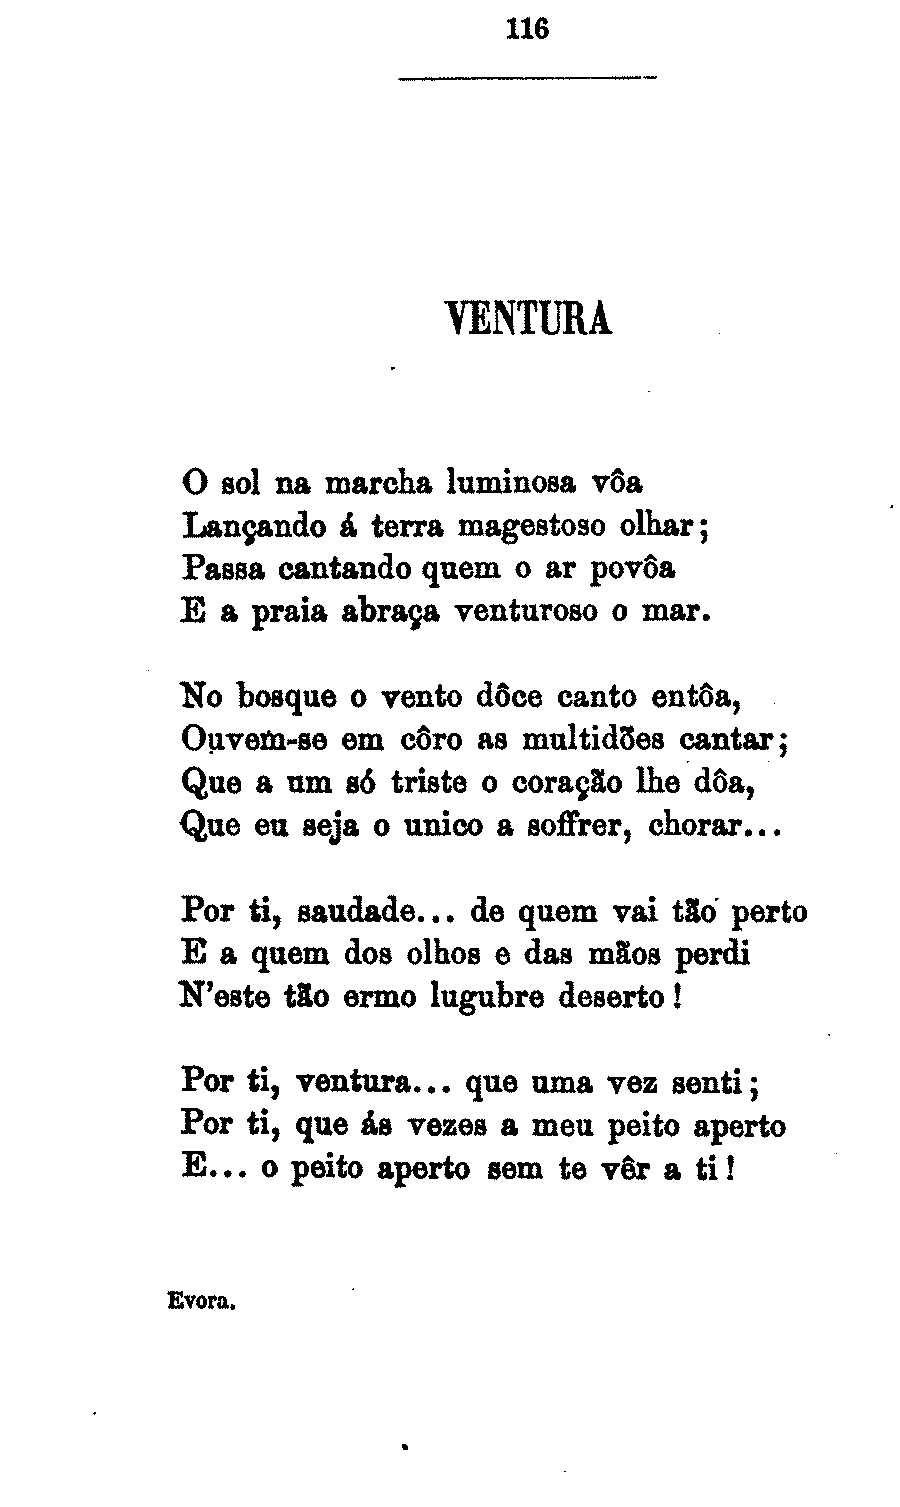 116
VENTURA
O sol na marcha luminosa vôa
Lançando á terra magestoso olhar;
Passa cantando quem o ar povôa
E a praia abraça venturoso o mar.
No bosque o vento dôce canto entôa,
Ouvem-se em côro as multidões cantar;
Que a um só triste o coração lhe dôa,
Que eu seja o unico a soffrer, chorar...
Por ti, saudade... de quem vai tão perto
E a quem dos olhos e das mãos perdi
N'este tão ermo lugubre deserto!
Por ti, ventura... que uma vez senti;
Por ti, que ás vezes a meu peito aperto
E... o peito aperto sem te vêr a ti!
Evora.